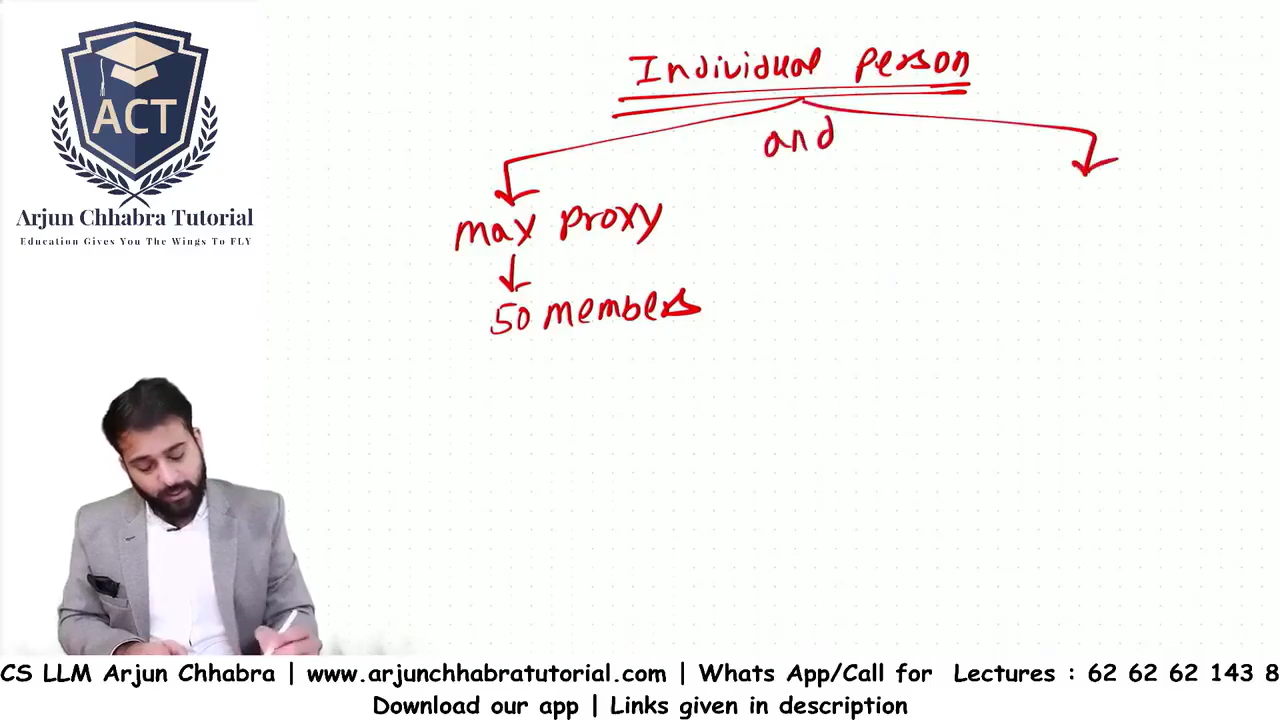 ACT
Arjun Chhabra Tutorial
Education Gives You The Wings To FLY
Individual person
and
max proxy
50 members
CS LLM Arjun Chhabra | www.arjunchhabratutorial.com | Whats App/Call for Lectures : 62 62 62 143 8
Download our app | Links given in description